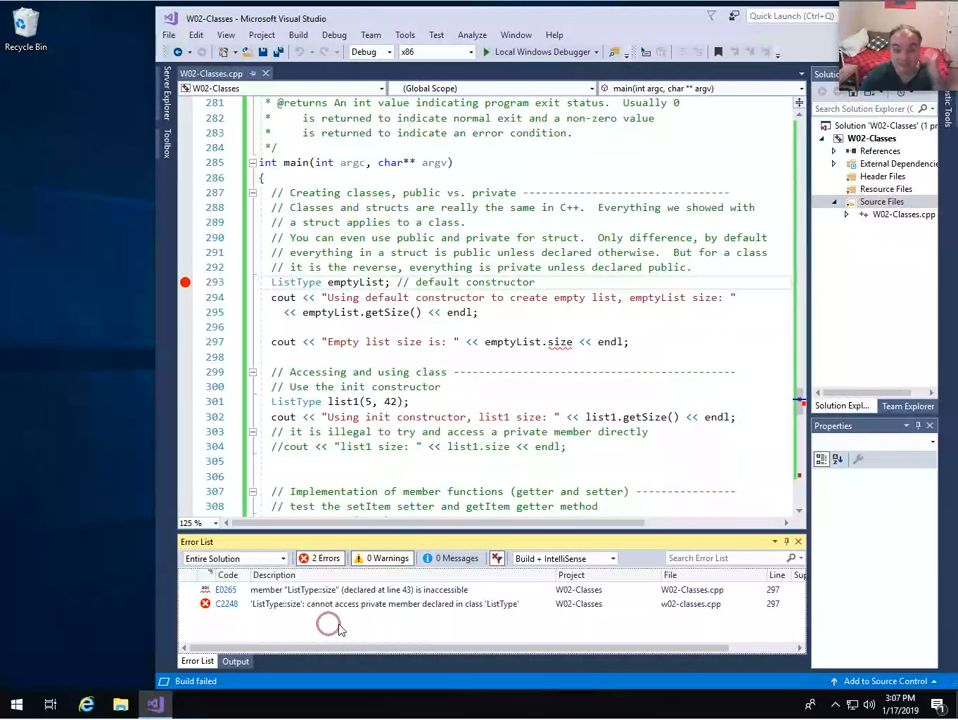 Recycle Bin
W02-Classes - Microsoft Visual Studio
Quick Launch (Ctrl+Q)
File Edit View Project Build Debug Team Tools Test Analyze Window Help
Debug x86 Local Windows Debugger
Server Explorer
Toolbox
W02-Classes.cpp
W02-Classes (Global Scope) main(int argc, char ** argv)
281 * @returns An int value indicating program exit status. Usually 0
282 * is returned to indicate normal exit and a non-zero value
283 * is returned to indicate an error condition.
284 */
285 int main(int argc, char** argv)
286 {
287 // Creating classes, public vs. private ---------------------------------
288 // Classes and structs are really the same in C++. Everything we showed with
289 // a struct applies to a class.
290 // You can even use public and private for struct. Only difference, by default
291 // everything in a struct is public unless declared otherwise. But for a class
292 // it is the reverse, everything is private unless declared public.
293 ListType emptyList; // default constructor
294 cout << "Using default constructor to create empty list, emptyList size: "
295 << emptyList.getSize() << endl;
296
297 cout << "Empty list size is: " << emptyList.size << endl;
298
299 // Accessing and using class ---------------------------------------------
300 // Use the init constructor
301 ListType list1(5, 42);
302 cout << "Using init constructor, list1 size: " << list1.getSize() << endl;
303 // it is illegal to try and access a private member directly
304 //cout << "list1 size: " << list1.size << endl;
305
306
307 // Implementation of member functions (getter and setter) ----------------
308 // test the setItem setter and getItem getter method
125 %
Solution
Search Solution Explorer (
Solution 'W02-Classes' (1 pr
W02-Classes
References
External Dependencie
Header Files
Resource Files
Source Files
W02-Classes.cpp
Solution Expl... Team Explorer
Properties
Error List
Entire Solution 2 Errors 0 Warnings 0 Messages Build + IntelliSense Search Error List
Code Description Project File Line Sup
E0265 member "ListType::size" (declared at line 43) is inaccessible W02-Classes W02-Classes.cpp 297
C2248 'ListType::size': cannot access private member declared in class 'ListType' W02-Classes w02-classes.cpp 297
Error List Output
Build failed
Add to Source Control
3:07 PM
1/17/2019
1